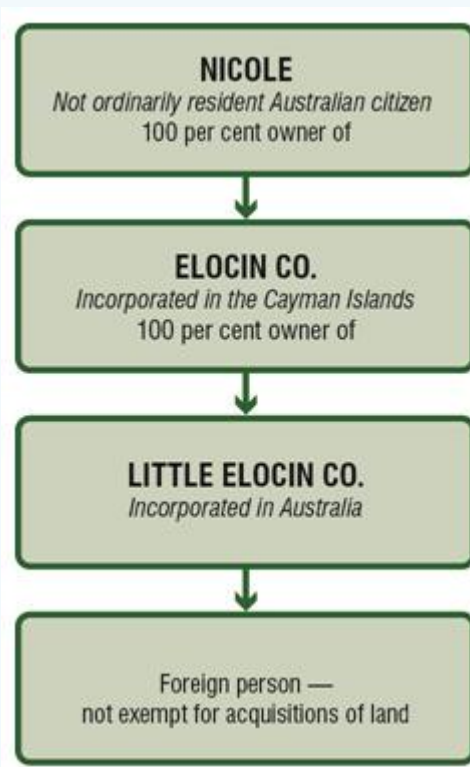 NICOLE
Not ordinarily resident Australian citizen
100 per cent owner of
ELOCIN CO.
Incorporated in the Cayman Islands
100 per cent owner of
LITTLE ELOCIN CO.
Incorporated in Australia
Foreign person —
not exempt for acquisitions of land